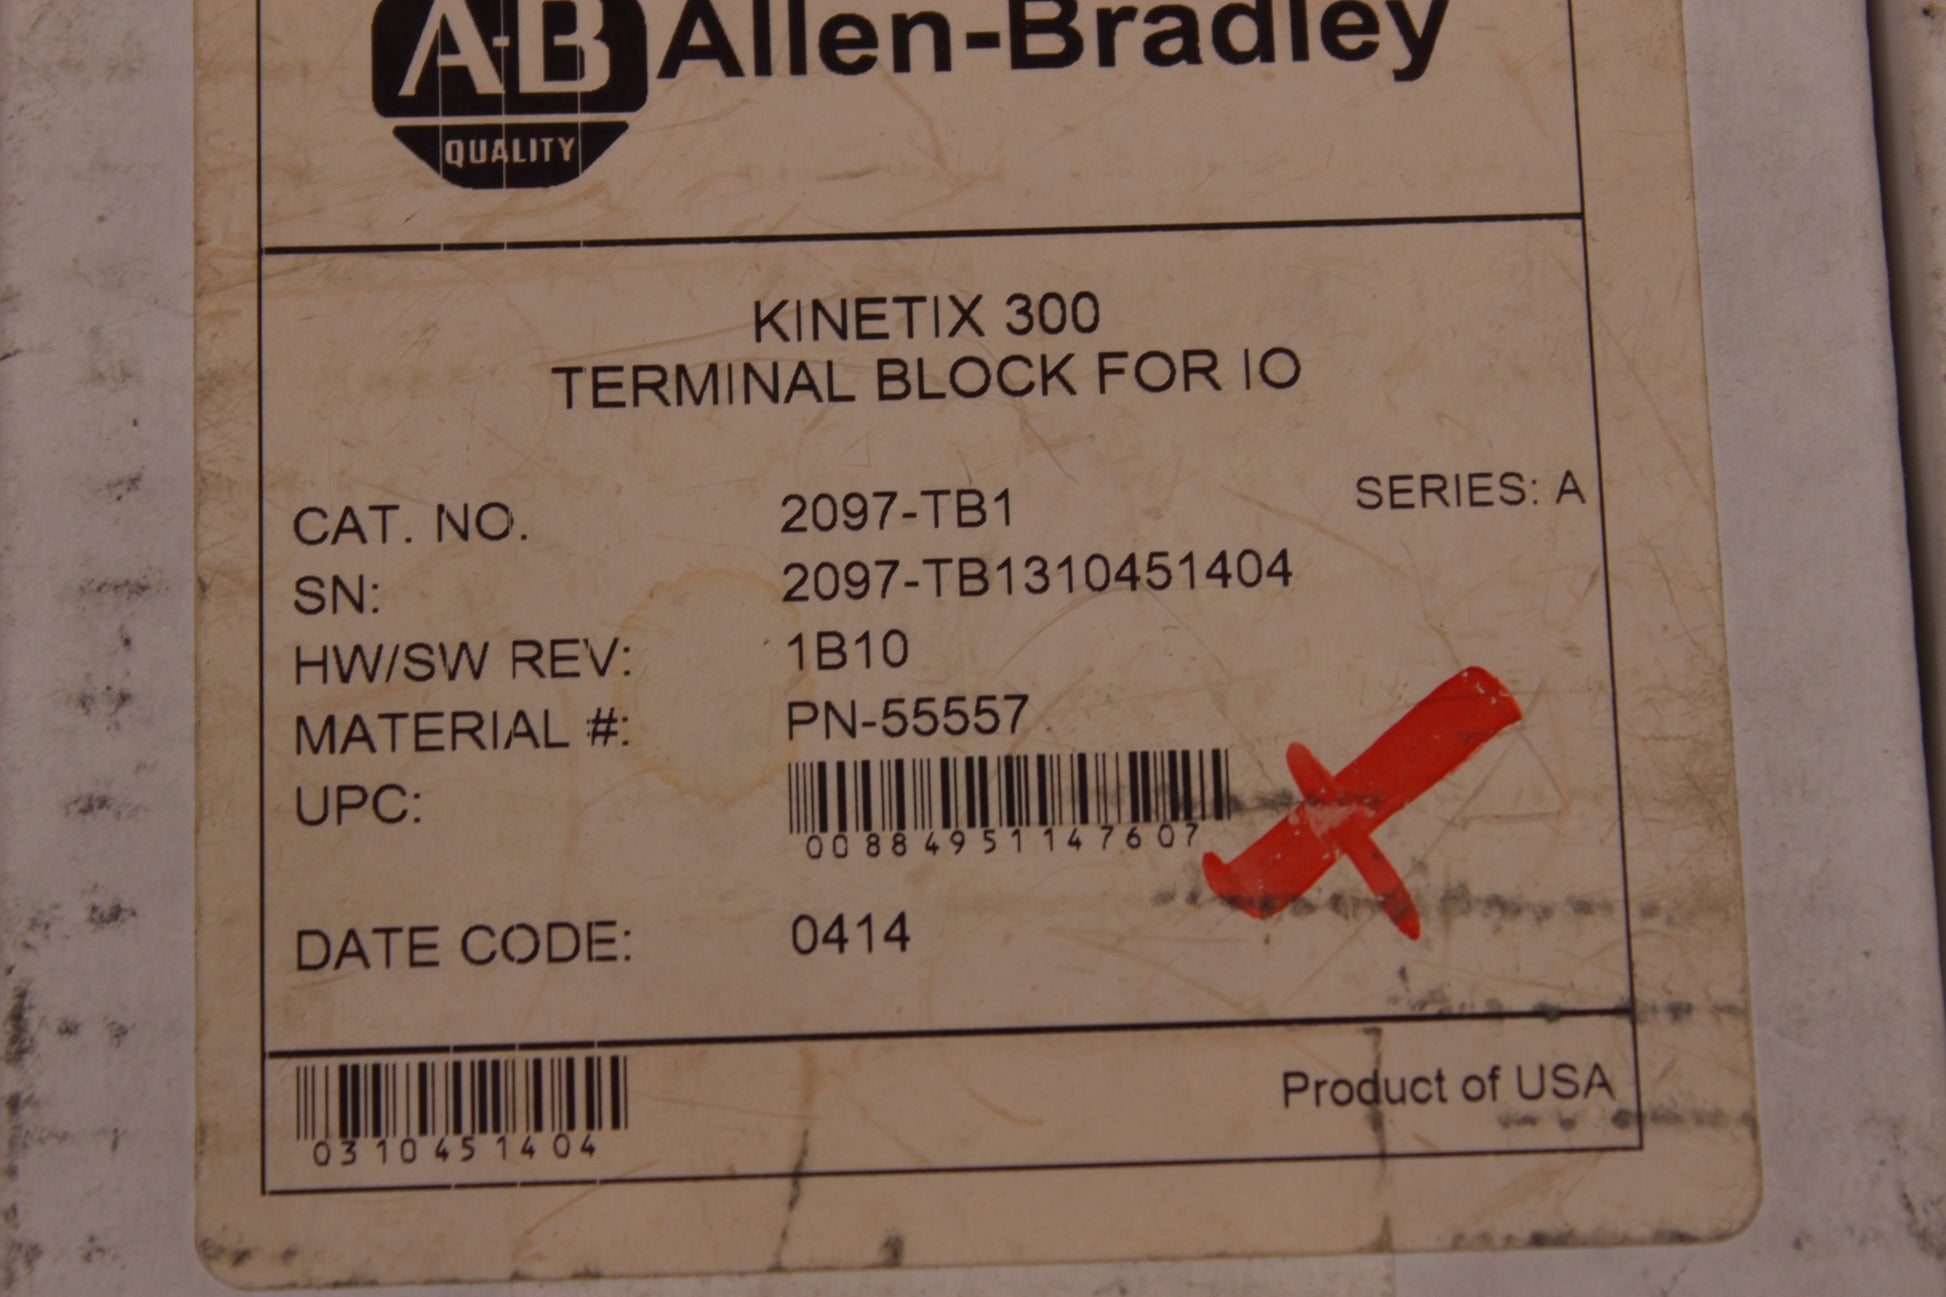 A-B Allen-Bradley
QUALITY
KINETIX 300
TERMINAL BLOCK FOR IO
CAT. NO. 2097-TB1 SERIES: A
SN: 2097-TB1310451404
HW/SW REV: 1B10
MATERIAL #: PN-55557
UPC:
00884951147607
DATE CODE: 0414
0310451404
Product of USA